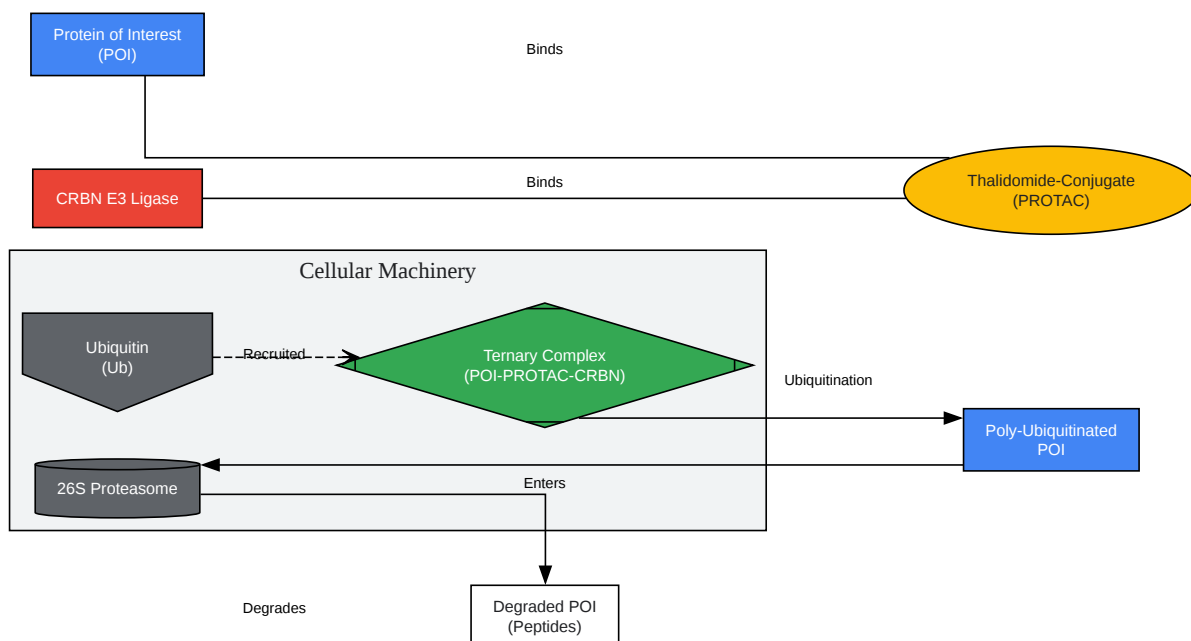 Protein of Interest
(POI)
Binds
CRBN E3 Ligase
Binds
Thalidomide-Conjugate
(PROTAC)
Cellular Machinery
Ubiquitin
(Ub)
Recruited
Ternary Complex
(POI-PROTAC-CRBN)
Ubiquitination
Poly-Ubiquitinated
POI
26S Proteasome
Enters
Degrades
Degraded POI
(Peptides)